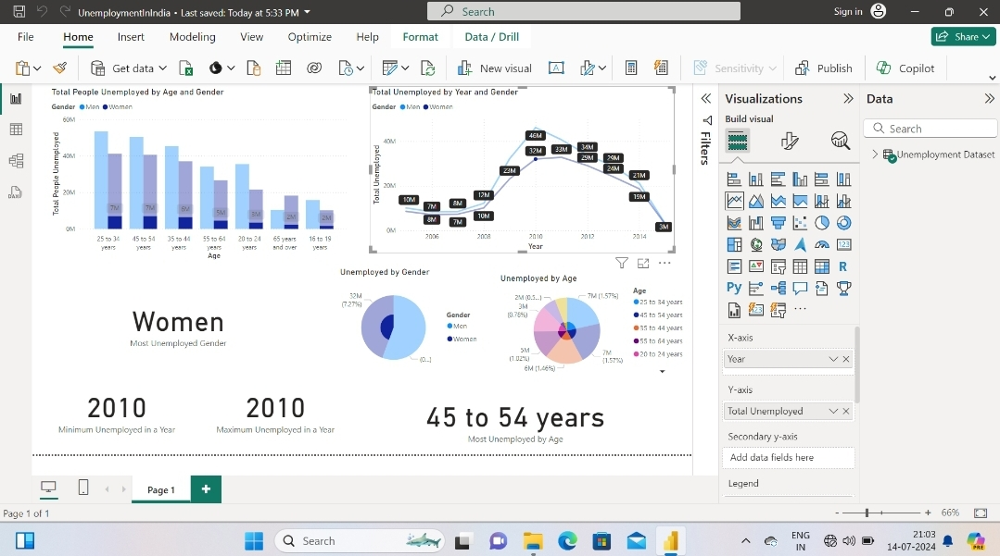 UnemploymentInIndia • Last saved: Today at 5:33 PM
Search
Sign in
File Home Insert Modeling View Optimize Help Format Data / Drill
Share
Get data
New visual
Sensitivity
Publish
Copilot
Total People Unemployed by Age and Gender
Gender Men Women
Total People Unemployed
60M
40M
20M
0M
7M 7M 6M 5M 3M 2M 2M
25 to 34 years
45 to 54 years
35 to 44 years
55 to 64 years
20 to 24 years
65 years and over
16 to 19 years
Age
Total Unemployed by Year and Gender
Gender Men Women
Total Unemployed
40M
20M
0M
10M 7M 8M 12M 23M 46M 32M 33M 34M 29M 29M 24M 21M 19M 3M
8M 7M 10M
2006 2008 2010 2012 2014
Year
Unemployed by Gender
32M
(7.27%)
(0...)
Gender
Men
Women
Unemployed by Age
2M (0.5...)
3M
(0.78%)
5M
(1.02%)
6M (1.46%)
7M (1.57%)
7M
(1.57%)
Age
25 to 34 years
45 to 54 years
35 to 44 years
55 to 64 years
20 to 24 years
Women
Most Unemployed Gender
2010
Minimum Unemployed in a Year
2010
Maximum Unemployed in a Year
45 to 54 years
Most Unemployed by Age
Filters
Visualizations
Build visual
123
R
Py
123
X-axis
Year
Y-axis
Total Unemployed
Secondary y-axis
Add data fields here
Legend
Data
Search
Unemployment Dataset
Page 1
Page 1 of 1
- + 66%
Search
ENG
IN
21:03
14-07-2024
PRE